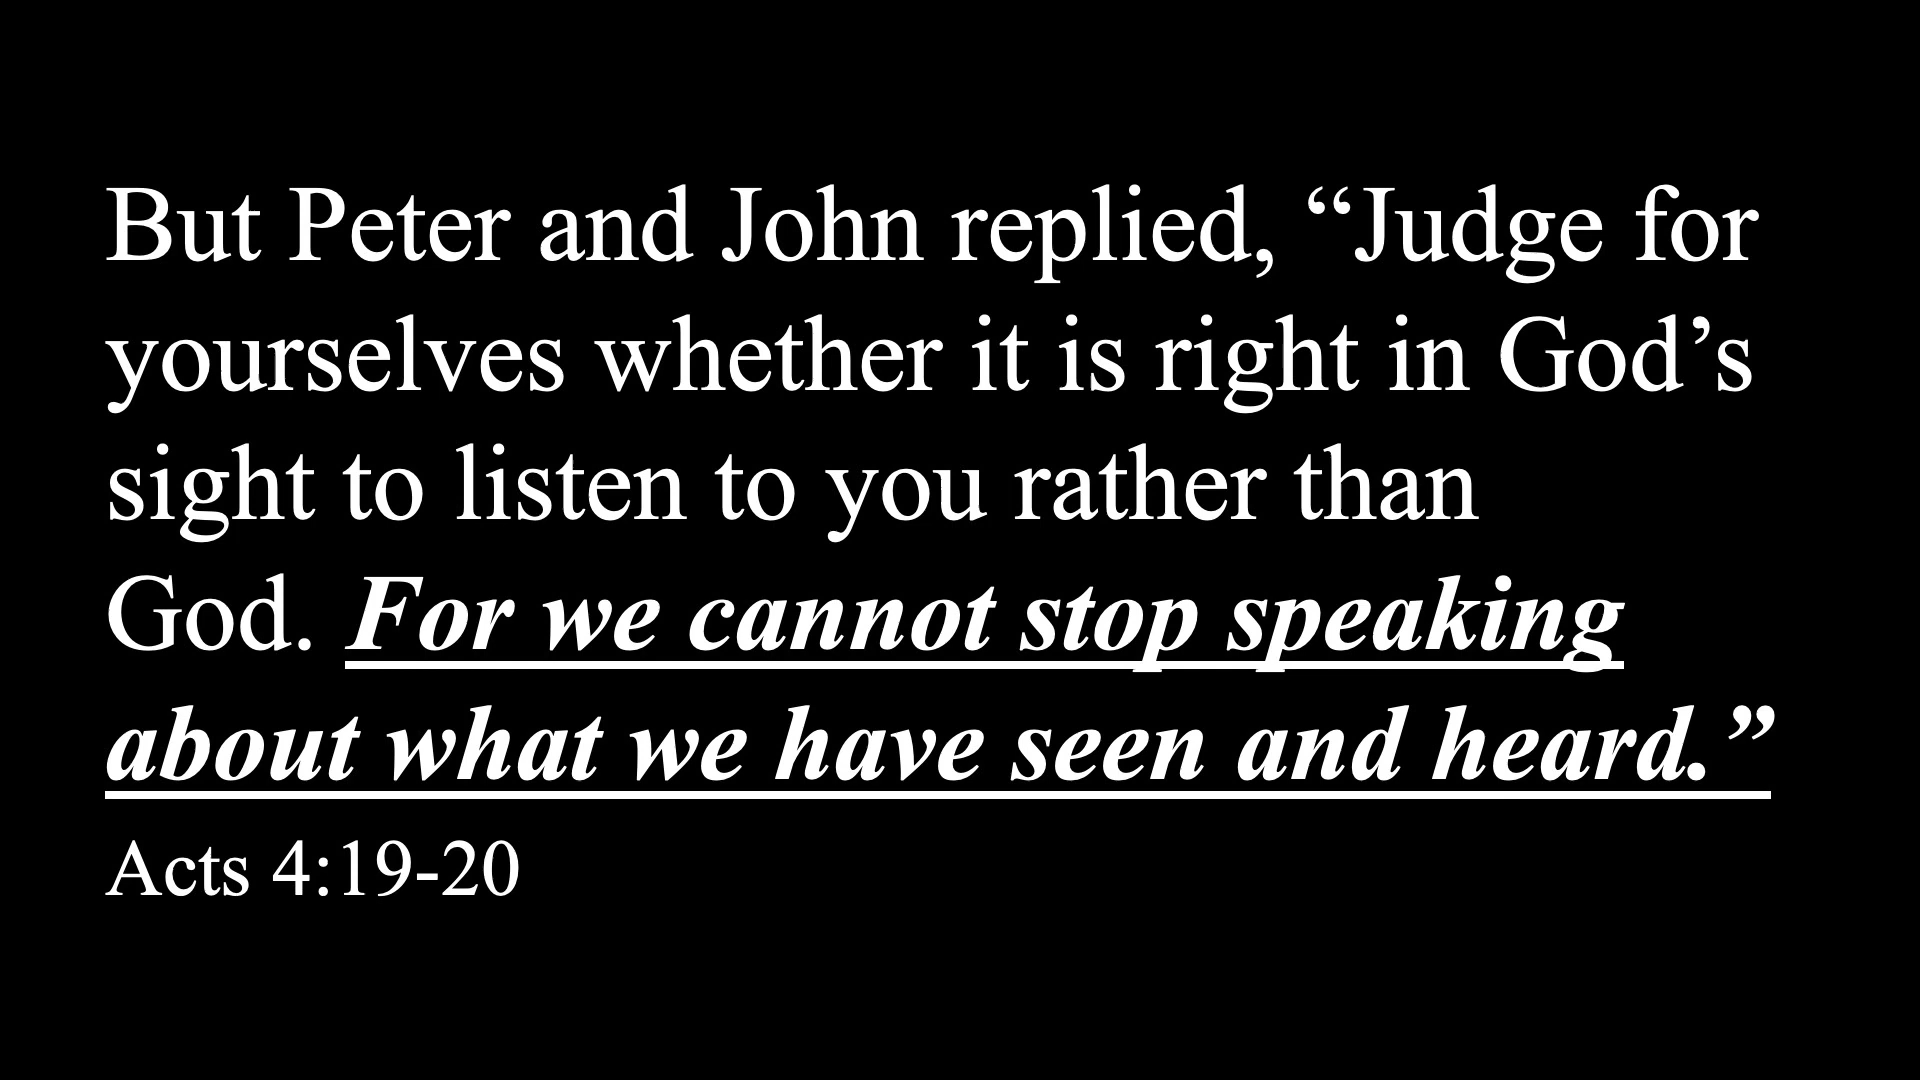 But Peter and John replied, “Judge for
yourselves whether it is right in God’s
sight to listen to you rather than
God. For we cannot stop speaking
about what we have seen and heard.”
Acts 4:19-20